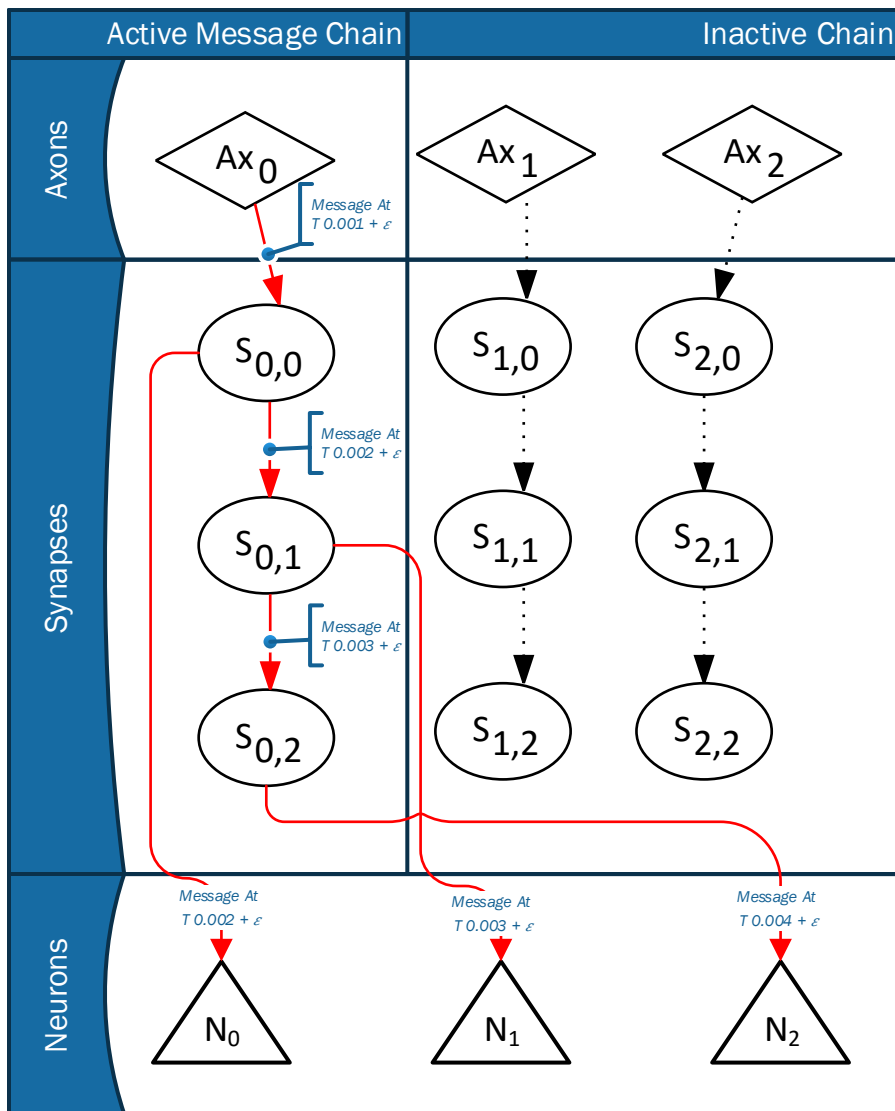 Active Message Chain
Inactive Chain
Axons
Ax0
Ax1
Ax2
Message At
T 0.001 + ε
Synapses
S0,0
S1,0
S2,0
Message At
T 0.002 + ε
S0,1
S1,1
S2,1
Message At
T 0.003 + ε
S0,2
S1,2
S2,2
Neurons
Message At
T 0.002 + ε
Message At
T 0.003 + ε
Message At
T 0.004 + ε
N0
N1
N2